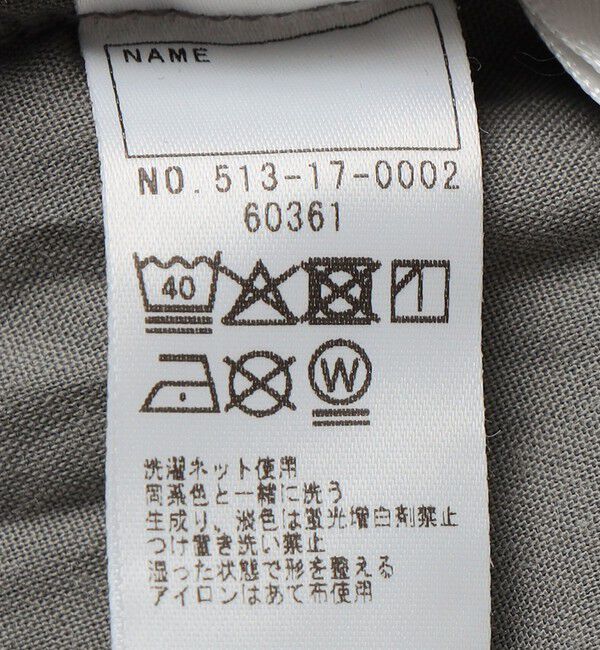 NAME
NO.513-17-0002
60361
40
W
洗濯ネット使用
同系色と一緒に洗う
生成り、淡色は蛍光増白剤禁止
つけ置き洗い禁止
湿った状態で形を整える
アイロンはあて布使用